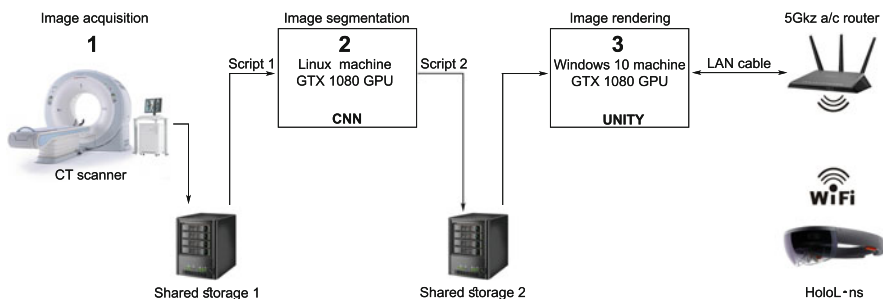 Image acquisition
1
CT scanner
Shared storage 1
Script 1
Image segmentation
2
Linux machine
GTX 1080 GPU
CNN
Script 2
Shared storage 2
Image rendering
3
Windows 10 machine
GTX 1080 GPU
UNITY
LAN cable
5Gkz a/c router
WiFi